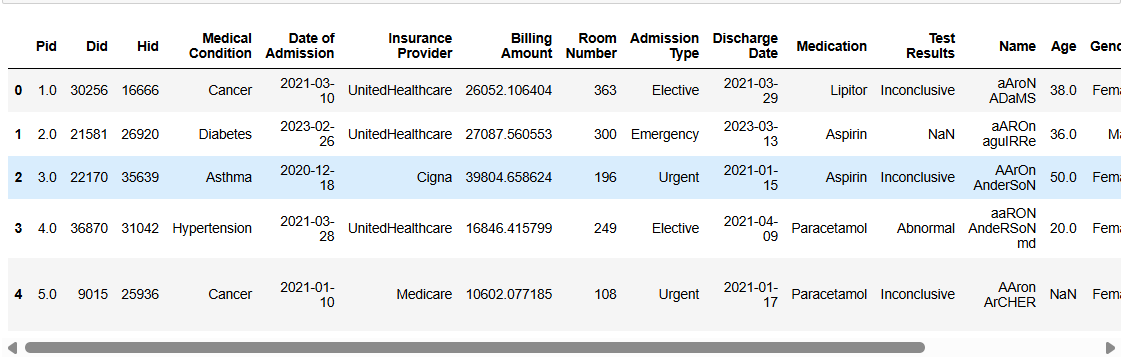 Pid Did Hid Medical Condition Date of Admission Insurance Provider Billing Amount Room Number Admission Type Discharge Date Medication Test Results Name Age Gend
0 1.0 30256 16666 Cancer 2021-03-10 UnitedHealthcare 26052.106404 363 Elective 2021-03-29 Lipitor Inconclusive aAroN ADaMS 38.0 Fema
1 2.0 21581 26920 Diabetes 2023-02-26 UnitedHealthcare 27087.560553 300 Emergency 2023-03-13 Aspirin NaN aAROn aguIRRe 36.0 Ma
2 3.0 22170 35639 Asthma 2020-12-18 Cigna 39804.658624 196 Urgent 2021-01-15 Aspirin Inconclusive AArOn AnderSoN 50.0 Fema
3 4.0 36870 31042 Hypertension 2021-03-28 UnitedHealthcare 16846.415799 249 Elective 2021-04-09 Paracetamol Abnormal aaRON AndeRSoN md 20.0 Fema
4 5.0 9015 25936 Cancer 2021-01-10 Medicare 10602.077185 108 Urgent 2021-01-17 Paracetamol Inconclusive AAron ArCHER NaN Fema